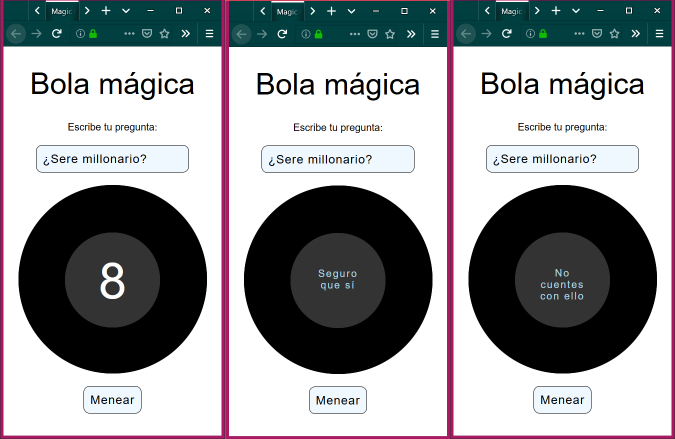 Magic
Bola mágica
Escribe tu pregunta:
¿Sere millonario?
8
Menear
Magic
Bola mágica
Escribe tu pregunta:
¿Sere millonario?
Seguro
que sí
Menear
Magic
Bola mágica
Escribe tu pregunta:
¿Sere millonario?
No
cuentes
con ello
Menear